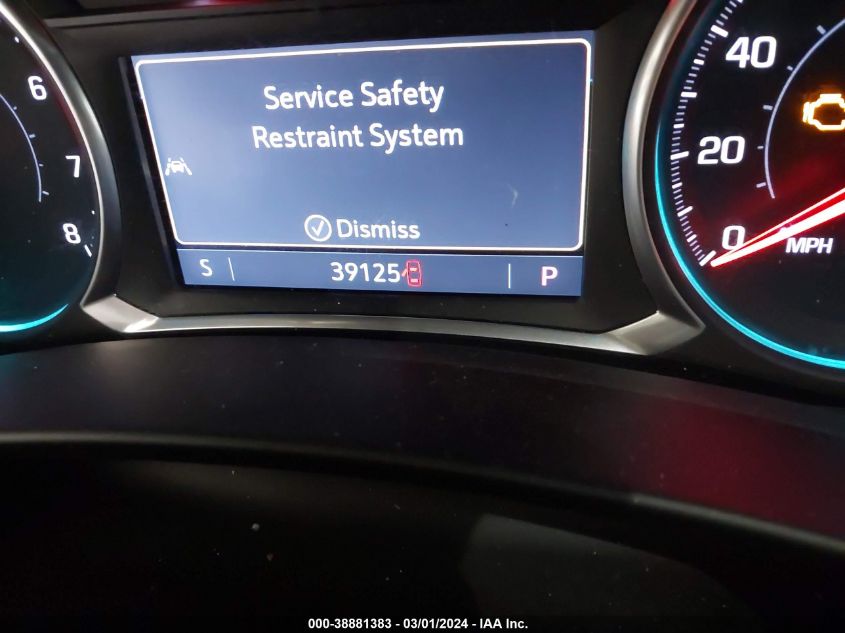 Service Safety
Restraint System
Dismiss
S 39125 P
6
7
8
40
20
0
MPH
000-38881383 - 03/01/2024 - IAA Inc.